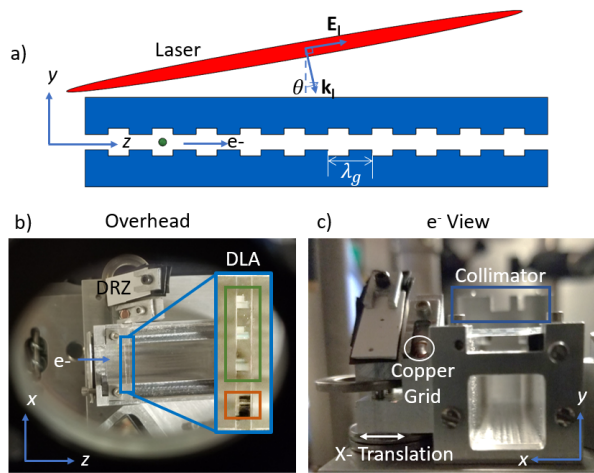 a)
Laser
E_l
θ
k_l
y
z
e-
λ_g
b)
Overhead
DRZ
DLA
e-
x
z
c)
e⁻ View
Collimator
Copper
Grid
X- Translation
y
x